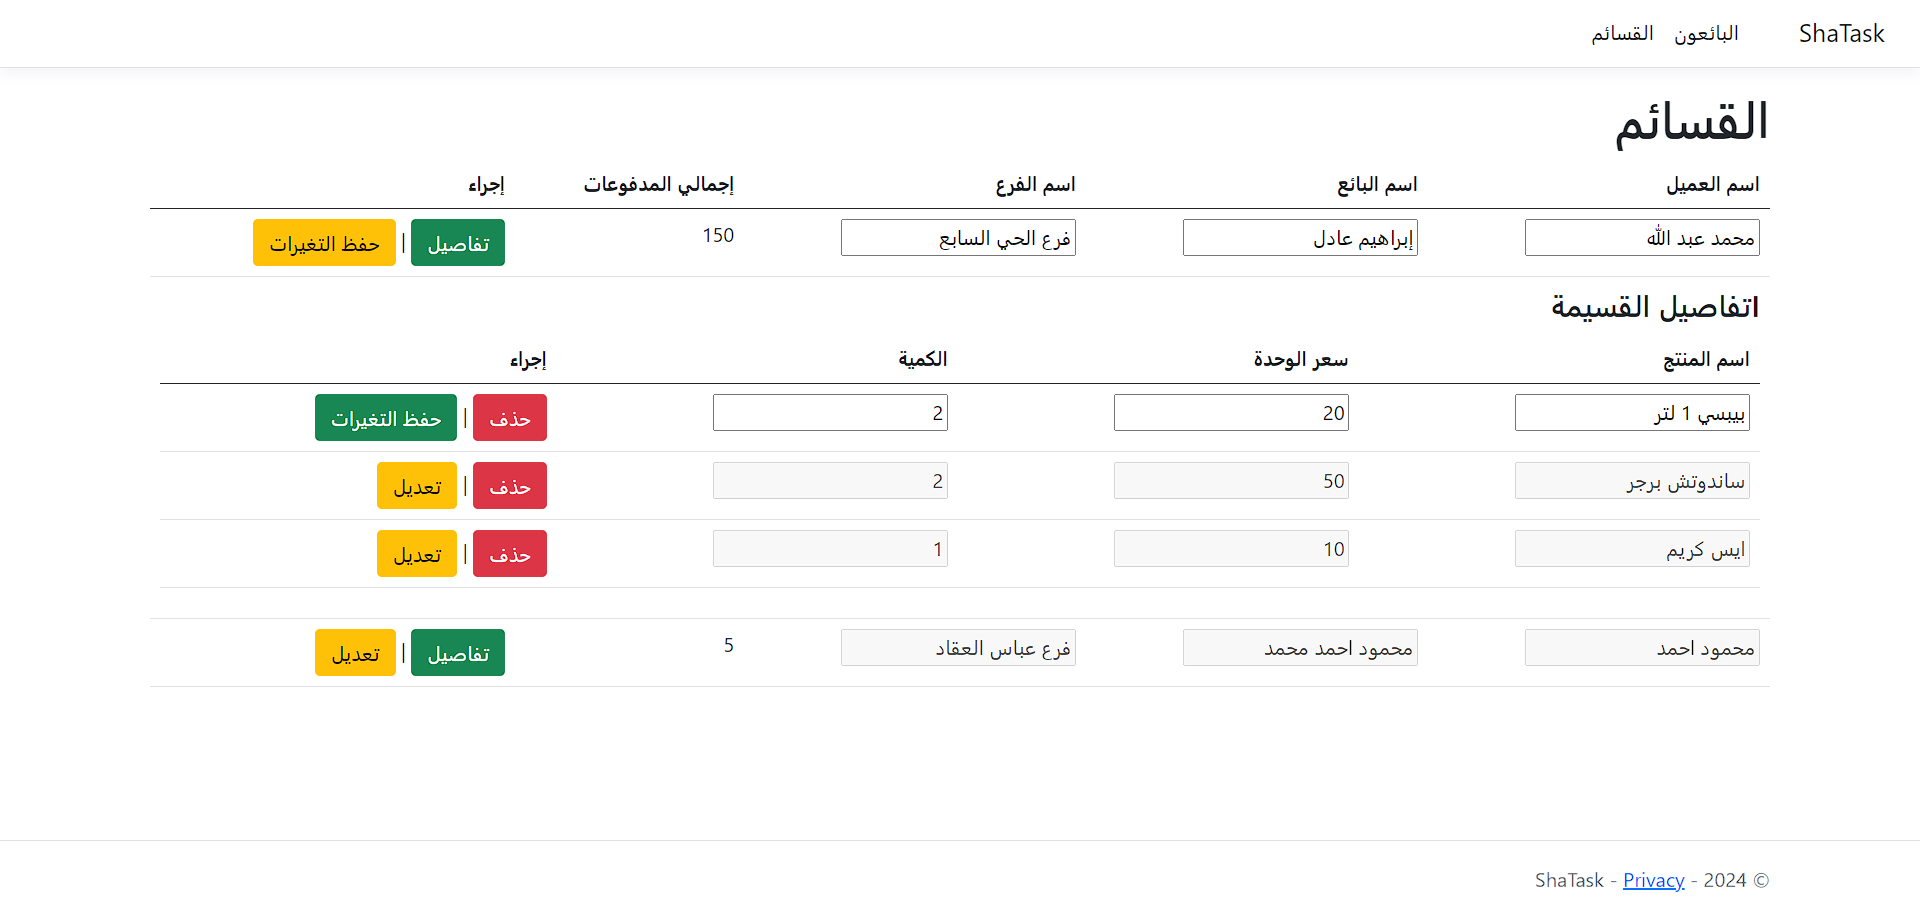 ShaTask البائعون القسائم
القسائم
اسم العميل اسم البائع اسم الفرع إجمالي المدفوعات إجراء
محمد عبد الله إبراهيم عادل فرع الحي السابع 150 تفاصيل | حفظ التغيرات
اتفاصيل القسيمة
اسم المنتج سعر الوحدة الكمية إجراء
بيبسي 1 لتر 20 2 حذف | حفظ التغيرات
ساندوتش برجر 50 2 حذف | تعديل
ايس كريم 10 1 حذف | تعديل
محمود احمد محمود احمد محمد فرع عباس العقاد 5 تفاصيل | تعديل
© 2024 - ShaTask - Privacy